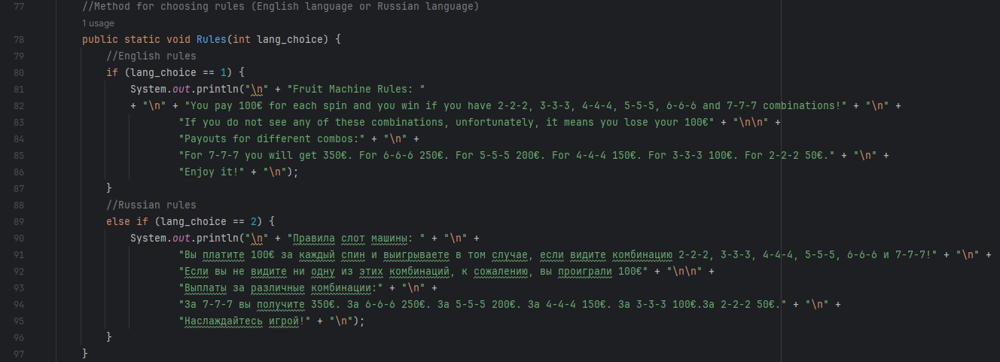 77 //Method for choosing rules (English language or Russian language)
1 usage
78 public static void Rules(int lang_choice) {
79 //English rules
80 if (lang_choice == 1) {
81 System.out.println("\n" + "Fruit Machine Rules: "
82 + "\n" + "You pay 100€ for each spin and you win if you have 2-2-2, 3-3-3, 4-4-4, 5-5-5, 6-6-6 and 7-7-7 combinations!" + "\n" +
83 "If you do not see any of these combinations, unfortunately, it means you lose your 100€" + "\n\n" +
84 "Payouts for different combos:" + "\n" +
85 "For 7-7-7 you will get 350€. For 6-6-6 250€. For 5-5-5 200€. For 4-4-4 150€. For 3-3-3 100€. For 2-2-2 50€." + "\n" +
86 "Enjoy it!" + "\n");
87 }
88 //Russian rules
89 else if (lang_choice == 2) {
90 System.out.println("\n" + "Правила слот машины: " + "\n" +
91 "Вы платите 100€ за каждый спин и выигрываете в том случае, если видите комбинацию 2-2-2, 3-3-3, 4-4-4, 5-5-5, 6-6-6 и 7-7-7!" + "\n" +
92 "Если вы не видите ни одну из этих комбинаций, к сожалению, вы проиграли 100€" + "\n\n" +
93 "Выплаты за различные комбинации:" + "\n" +
94 "За 7-7-7 вы получите 350€. За 6-6-6 250€. За 5-5-5 200€. За 4-4-4 150€. За 3-3-3 100€.За 2-2-2 50€." + "\n" +
95 "Наслаждайтесь игрой!" + "\n");
96 }
97 }